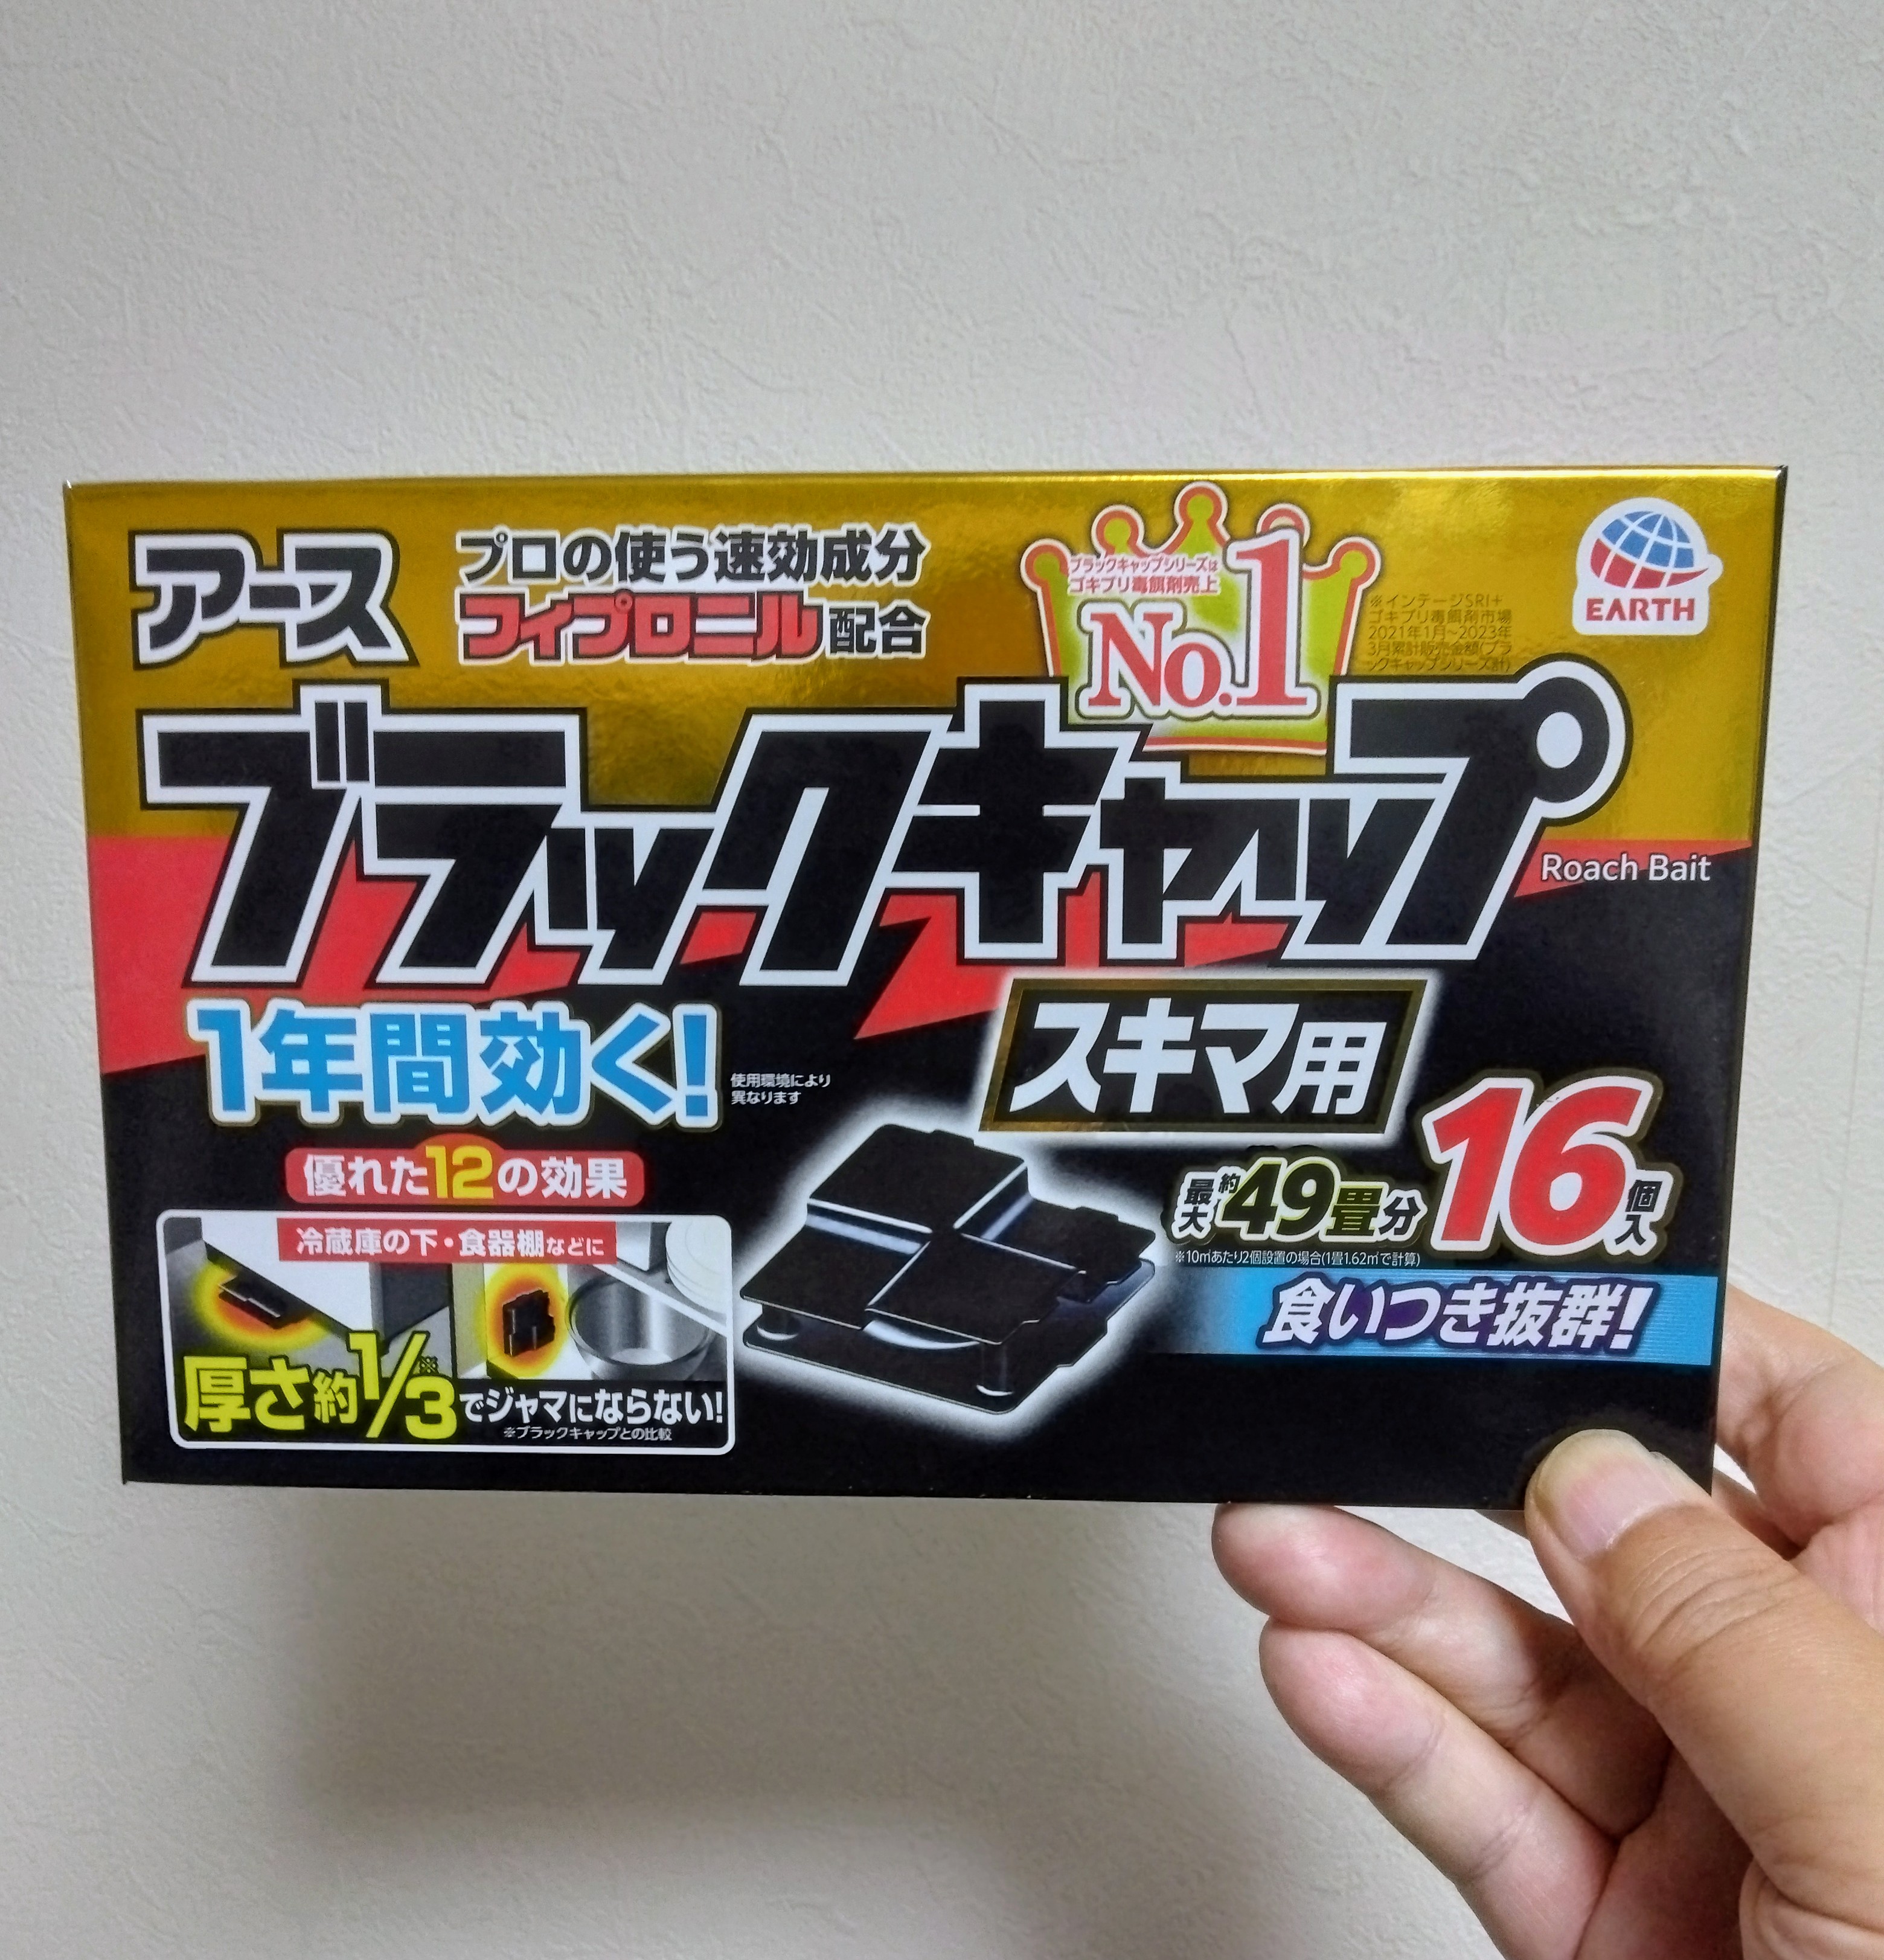 アース
プロの使う速効成分
フィプロニル配合
ブラックキャップシリーズは
ゴキブリ毒餌剤売上
No.1
※インテージSRI+
ゴキブリ毒餌剤市場
2021年1月~2023年
3月累計販売金額(ブラ
ックキャップシリーズ計)
EARTH
ブラックキャップ
Roach Bait
スキマ用
1年間効く!
使用環境により
異なります
優れた12の効果
冷蔵庫の下・食器棚などに
厚さ約1/3※でジャマにならない!
※ブラックキャップとの比較
最大約49畳分
16個入
※10㎡あたり2個設置の場合(1畳1.62㎡で計算)
食いつき抜群!